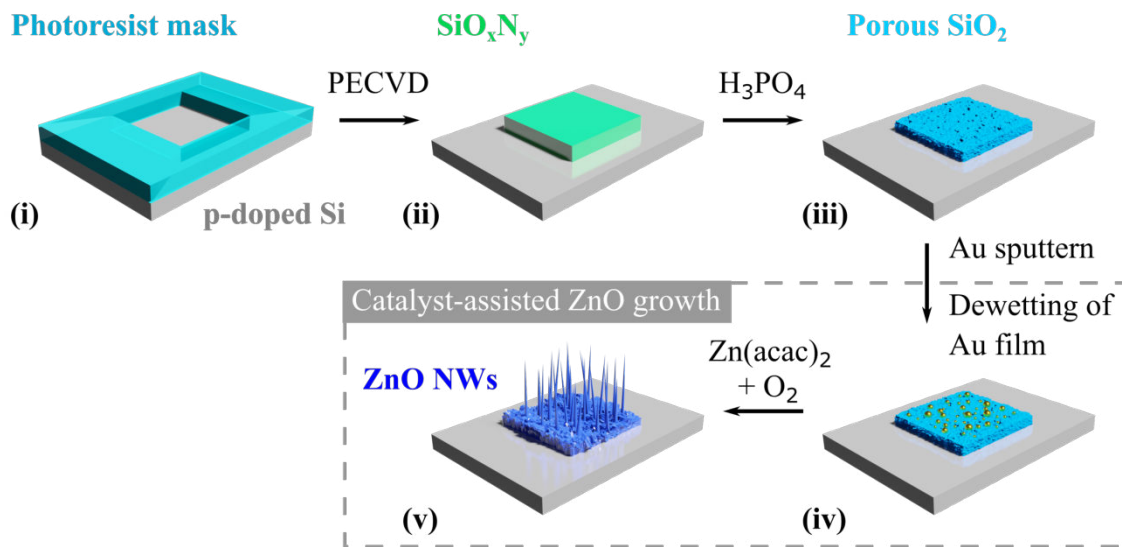 Photoresist mask
SiOₓNᵧ
Porous SiO₂
PECVD
H₃PO₄
(i)
p-doped Si
(ii)
(iii)
Au sputtern
Catalyst-assisted ZnO growth
Dewetting of
Au film
ZnO NWs
Zn(acac)₂
+ O₂
(v)
(iv)